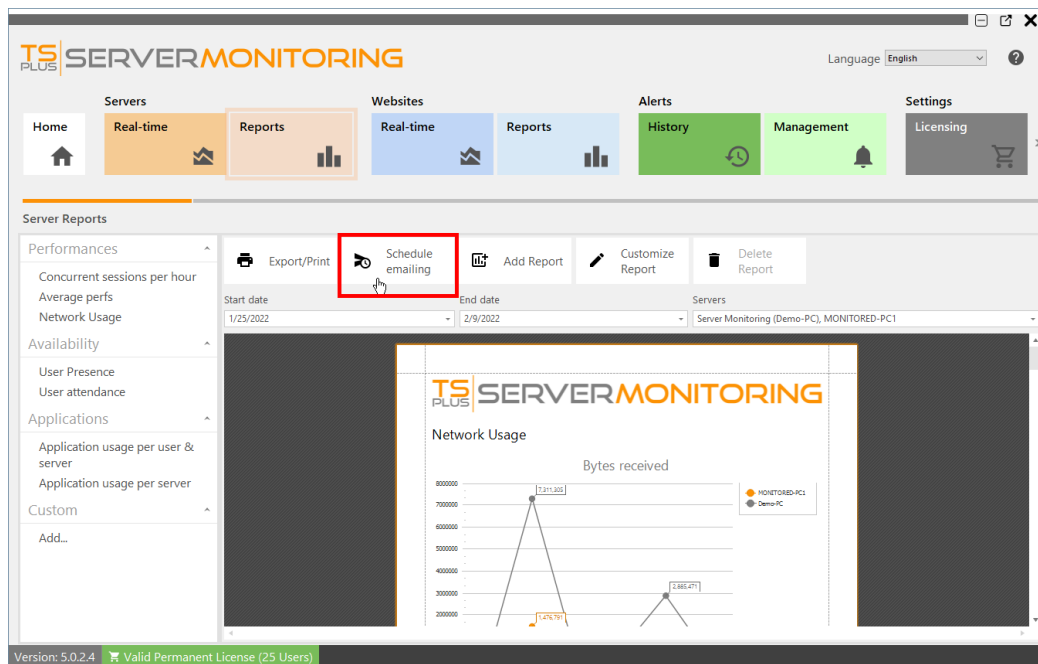 TS PLUS SERVERMONITORING
Language English
Servers
Websites
Alerts
Settings
Home
Real-time
Reports
Real-time
Reports
History
Management
Licensing
Server Reports
Performances
Concurrent sessions per hour
Average perfs
Network Usage
Availability
User Presence
User attendance
Applications
Application usage per user &
server
Application usage per server
Custom
Add...
Export/Print
Schedule
emailing
Add Report
Customize
Report
Delete
Report
Start date
End date
Servers
1/25/2022
2/9/2022
Server Monitoring (Demo-PC), MONITORED-PC1
TS PLUS SERVERMONITORING
Network Usage
Bytes received
8000000
7000000
6000000
5000000
4000000
3000000
2000000
7,311,305
2,885,471
1,476,791
MONITORED-PC1
Demo-PC
Version: 5.0.2.4
Valid Permanent License (25 Users)